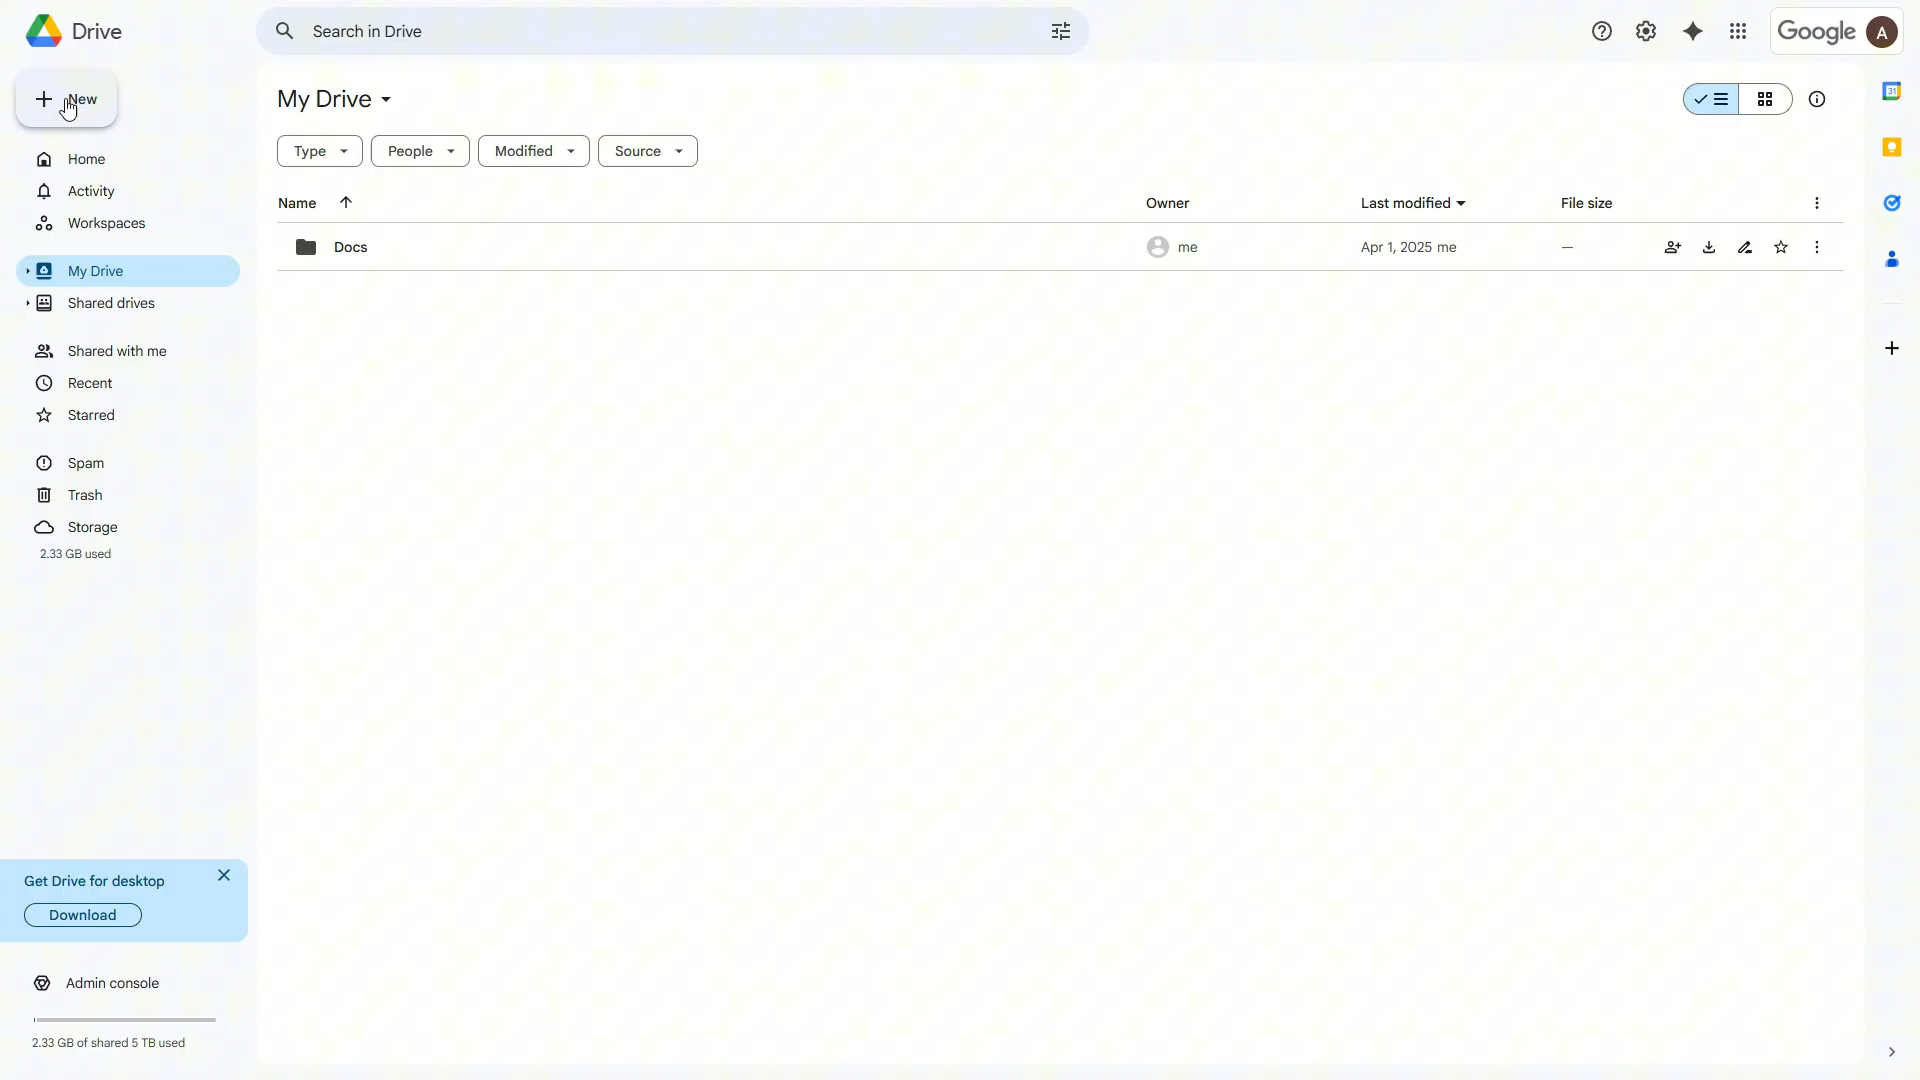 Drive
Search in Drive
Google
A
New
My Drive
31
Type
People
Modified
Source
Home
Activity
Workspaces
My Drive
Shared drives
Shared with me
Recent
Starred
Spam
Trash
Storage
2.33 GB used
Name
Owner
Last modified
File size
Docs
me
Apr 1, 2025 me
—
Get Drive for desktop
Download
Admin console
2.33 GB of shared 5 TB used